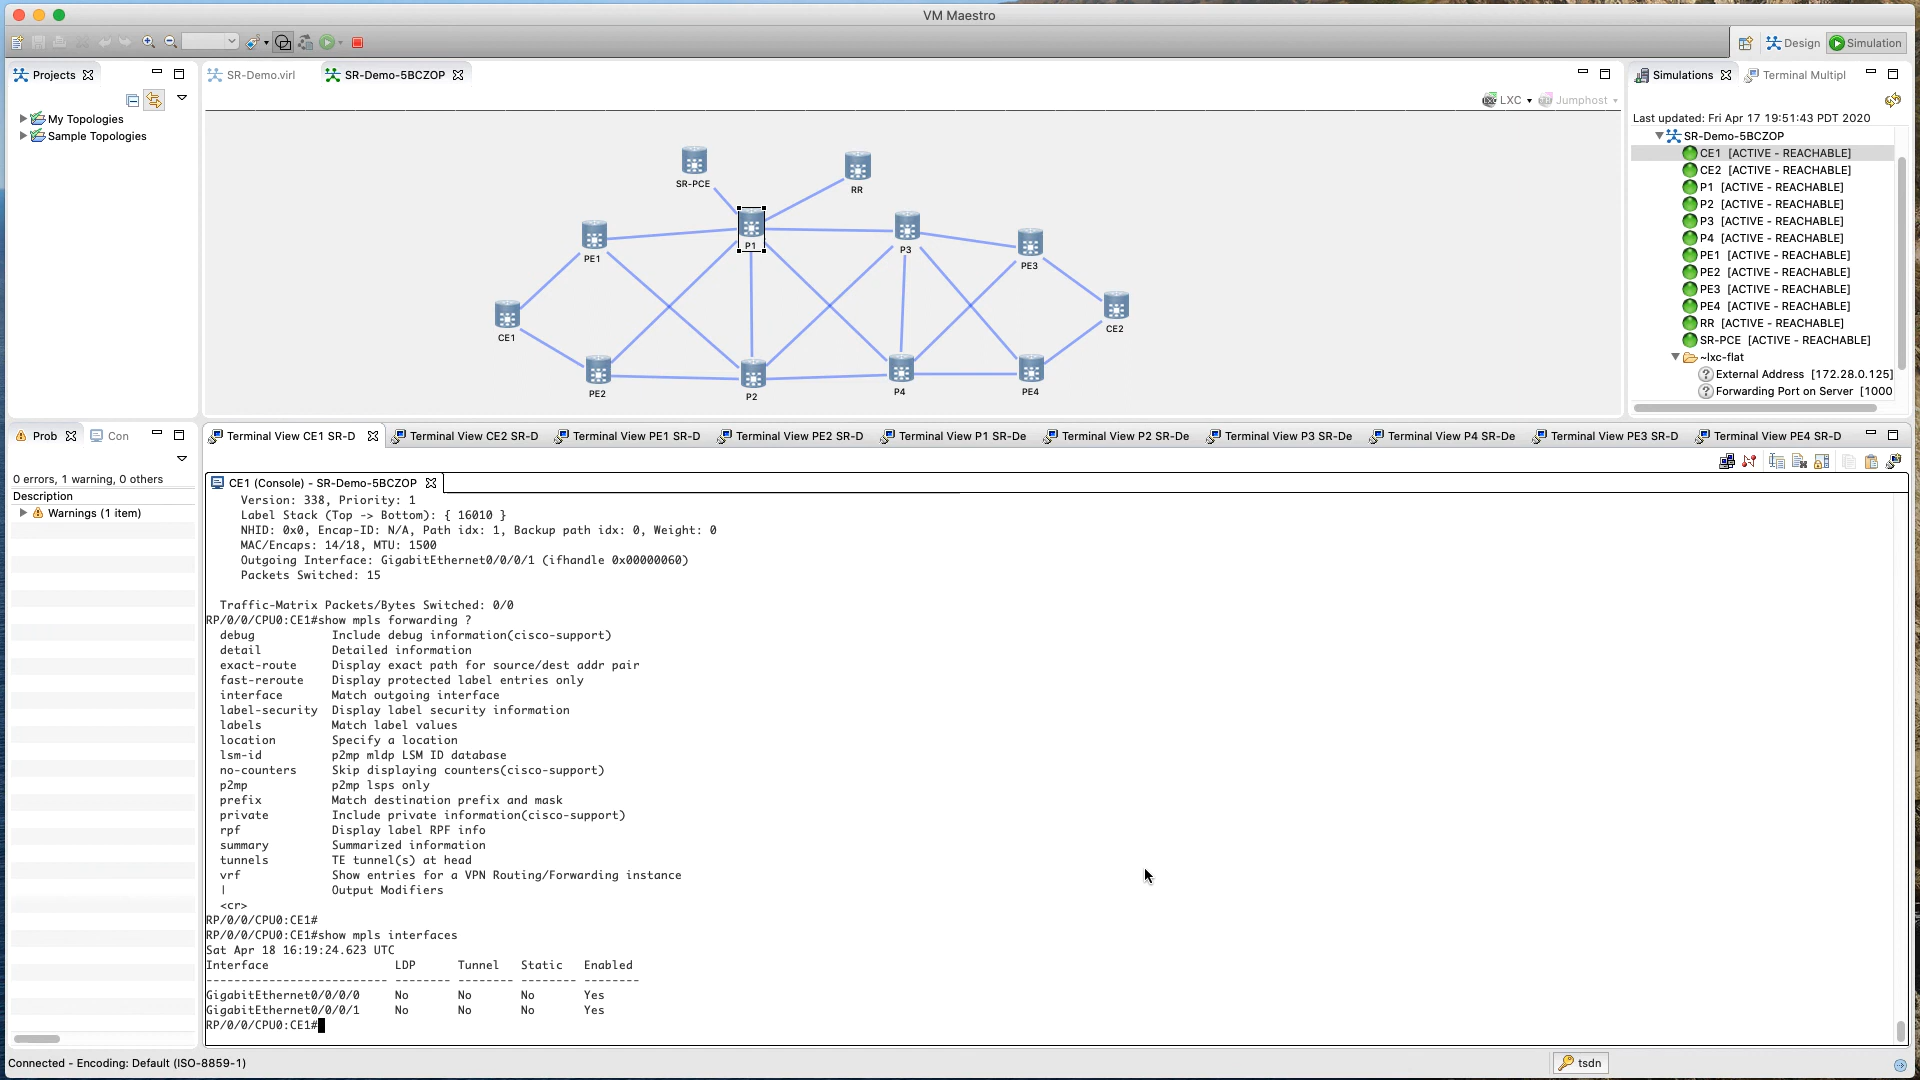 VM Maestro
Design
Simulation
Projects
SR-Demo.virl
SR-Demo-5BCZOP
Simulations
Terminal Multipl
LXC
Jumphost
My Topologies
Sample Topologies
SR-PCE
RR
P1
P3
PE1
PE3
CE1
CE2
PE2
P2
P4
PE4
Last updated: Fri Apr 17 19:51:43 PDT 2020
SR-Demo-5BCZOP
CE1 [ACTIVE - REACHABLE]
CE2 [ACTIVE - REACHABLE]
P1 [ACTIVE - REACHABLE]
P2 [ACTIVE - REACHABLE]
P3 [ACTIVE - REACHABLE]
P4 [ACTIVE - REACHABLE]
PE1 [ACTIVE - REACHABLE]
PE2 [ACTIVE - REACHABLE]
PE3 [ACTIVE - REACHABLE]
PE4 [ACTIVE - REACHABLE]
RR [ACTIVE - REACHABLE]
SR-PCE [ACTIVE - REACHABLE]
~lxc-flat
External Address [172.28.0.125]
Forwarding Port on Server [1000
Prob
Con
0 errors, 1 warning, 0 others
Description
Warnings (1 item)
Terminal View CE1 SR-D
Terminal View CE2 SR-D
Terminal View PE1 SR-D
Terminal View PE2 SR-D
Terminal View P1 SR-De
Terminal View P2 SR-De
Terminal View P3 SR-De
Terminal View P4 SR-De
Terminal View PE3 SR-D
Terminal View PE4 SR-D
CE1 (Console) - SR-Demo-5BCZOP
Version: 338, Priority: 1
Label Stack (Top -> Bottom): { 16010 }
NHID: 0x0, Encap-ID: N/A, Path idx: 1, Backup path idx: 0, Weight: 0
MAC/Encaps: 14/18, MTU: 1500
Outgoing Interface: GigabitEthernet0/0/0/1 (ifhandle 0x00000060)
Packets Switched: 15
Traffic-Matrix Packets/Bytes Switched: 0/0
RP/0/0/CPU0:CE1#show mpls forwarding ?
debug Include debug information(cisco-support)
detail Detailed information
exact-route Display exact path for source/dest addr pair
fast-reroute Display protected label entries only
interface Match outgoing interface
label-security Display label security information
labels Match label values
location Specify a location
lsm-id p2mp mldp LSM ID database
no-counters Skip displaying counters(cisco-support)
p2mp p2mp lsps only
prefix Match destination prefix and mask
private Include private information(cisco-support)
rpf Display label RPF info
summary Summarized information
tunnels TE tunnel(s) at head
vrf Show entries for a VPN Routing/Forwarding instance
| Output Modifiers
<cr>
RP/0/0/CPU0:CE1#
RP/0/0/CPU0:CE1#show mpls interfaces
Sat Apr 18 16:19:24.623 UTC
Interface LDP Tunnel Static Enabled
-------------------------- -------- -------- -------- --------
GigabitEthernet0/0/0/0 No No No Yes
GigabitEthernet0/0/0/1 No No No Yes
RP/0/0/CPU0:CE1#
Connected - Encoding: Default (ISO-8859-1)
tsdn